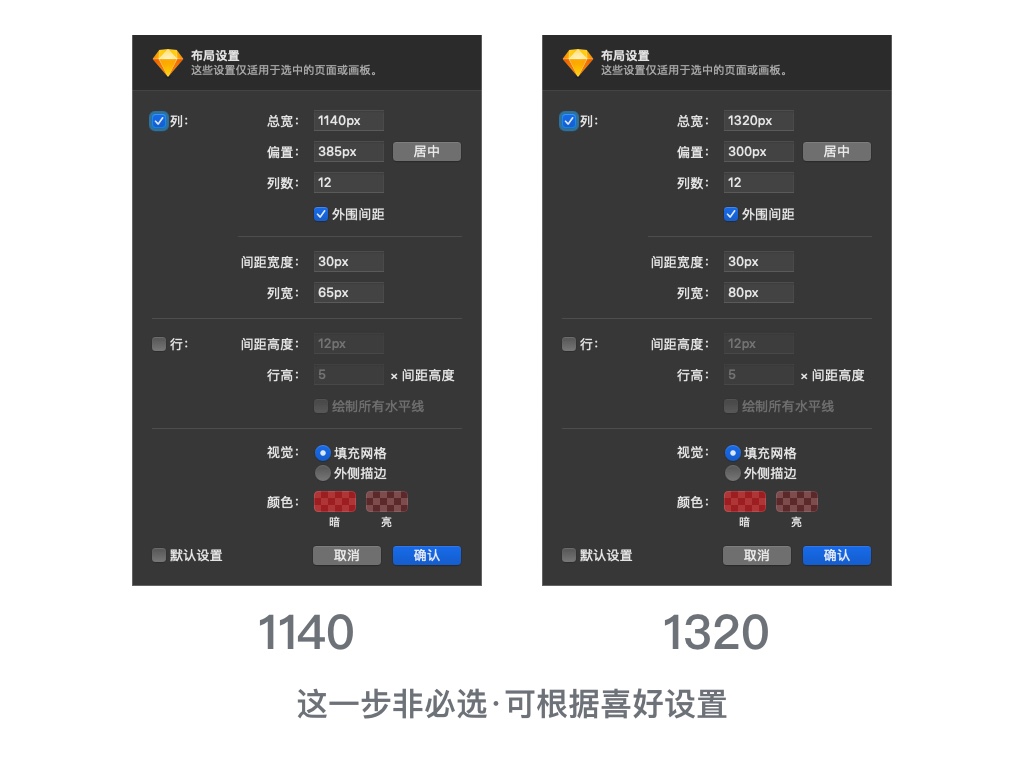 布局设置
这些设置仅适用于选中的页面或画板。
列:
总宽: 1140px
偏置: 385px 居中
列数: 12
外围间距
间距宽度: 30px
列宽: 65px
行: 间距高度: 12px
行高: 5 × 间距高度
绘制所有水平线
视觉: 填充网格
外侧描边
颜色:
暗 亮
默认设置 取消 确认
1140
布局设置
这些设置仅适用于选中的页面或画板。
列:
总宽: 1320px
偏置: 300px 居中
列数: 12
外围间距
间距宽度: 30px
列宽: 80px
行: 间距高度: 12px
行高: 5 × 间距高度
绘制所有水平线
视觉: 填充网格
外侧描边
颜色:
暗 亮
默认设置 取消 确认
1320
这一步非必选·可根据喜好设置